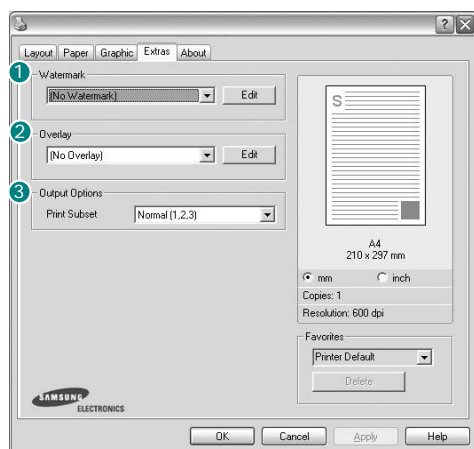 Layout Paper Graphic Extras About
1 Watermark
(No Watermark) Edit
2 Overlay
(No Overlay) Edit
3 Output Options
Print Subset Normal (1,2,3)
S
A4
210 x 297 mm
mm inch
Copies: 1
Resolution: 600 dpi
Favorites
Printer Default
Delete
SAMSUNG
ELECTRONICS
OK Cancel Apply Help